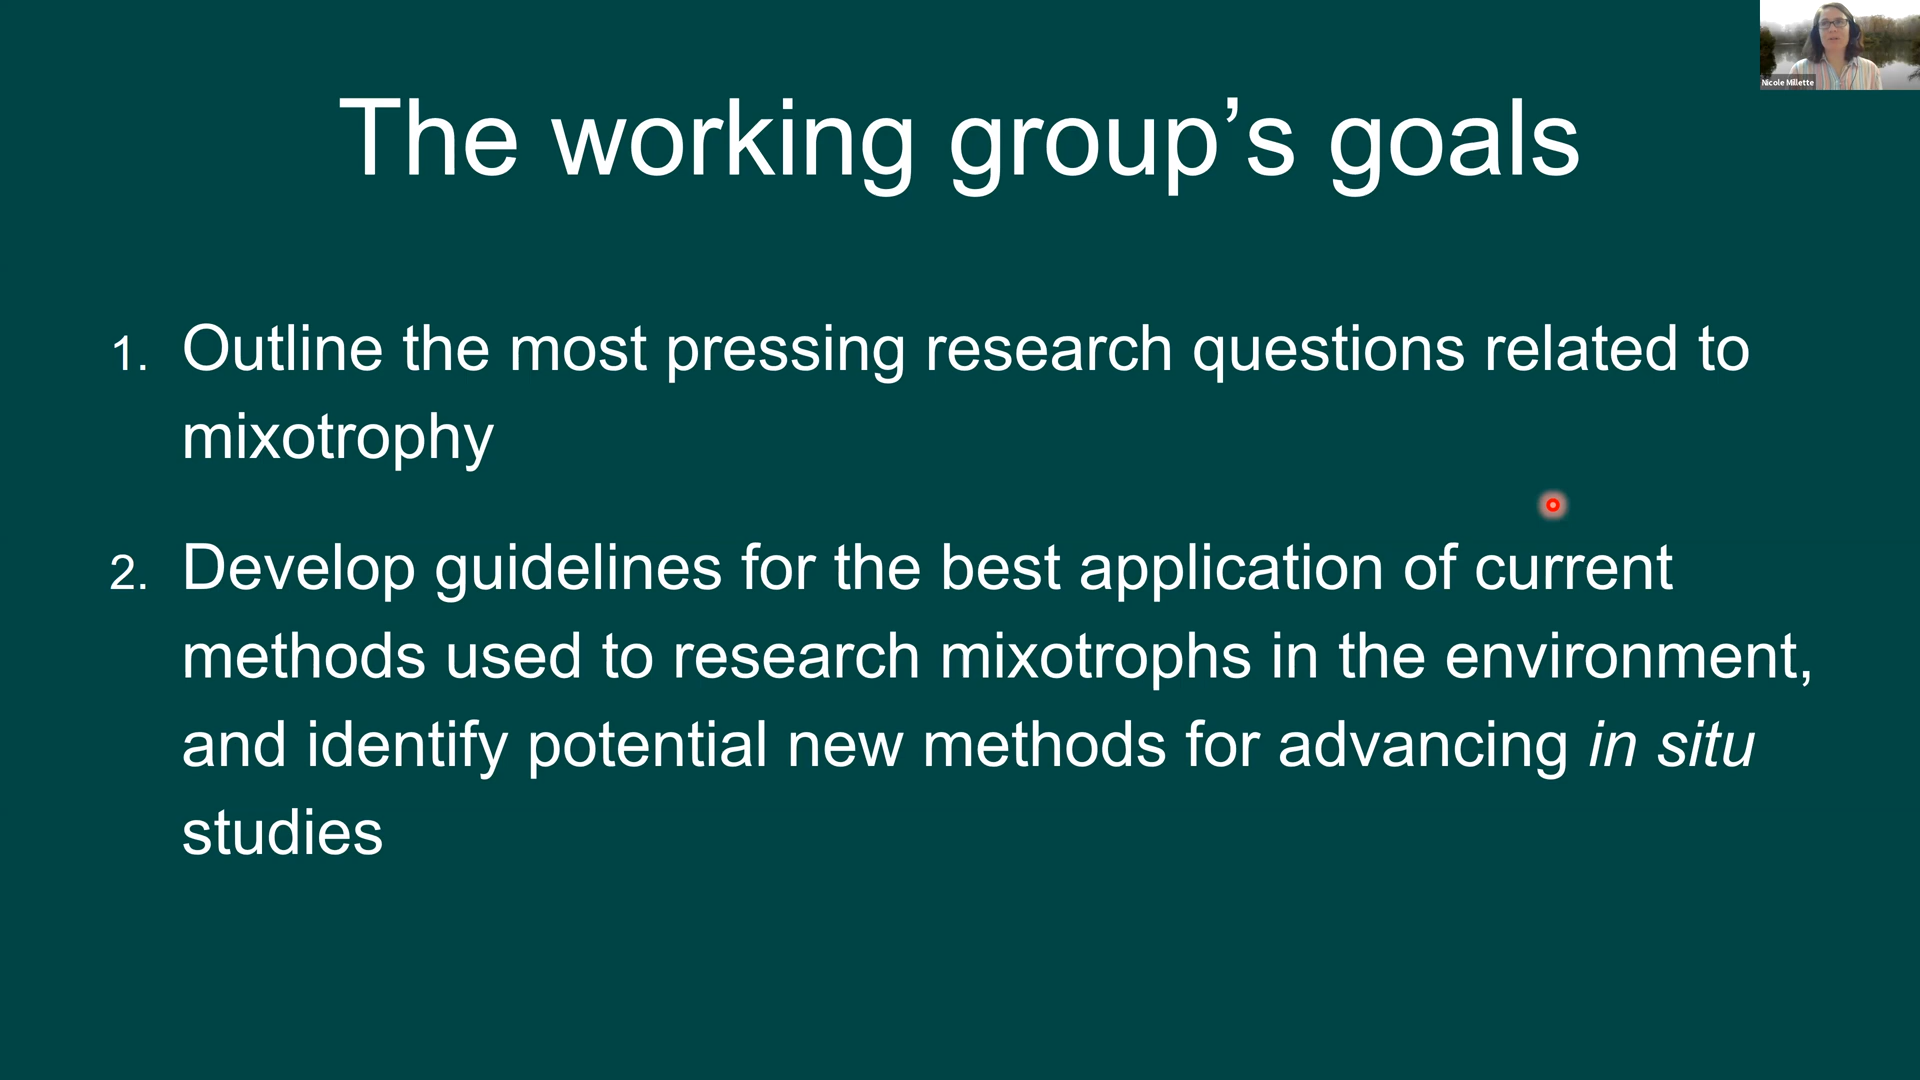 Nicole Millette
The working group’s goals
1. Outline the most pressing research questions related to
mixotrophy
2. Develop guidelines for the best application of current
methods used to research mixotrophs in the environment,
and identify potential new methods for advancing in situ
studies